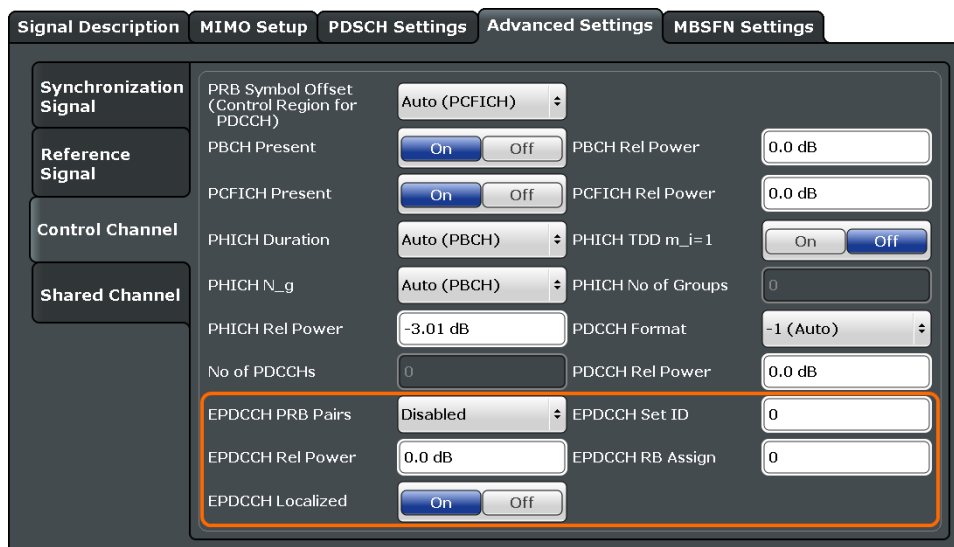 Signal Description MIMO Setup PDSCH Settings Advanced Settings MBSFN Settings
Synchronization
Signal
Reference
Signal
Control Channel
Shared Channel
PRB Symbol Offset
(Control Region for
PDCCH)
Auto (PCFICH)
PBCH Present On Off PBCH Rel Power 0.0 dB
PCFICH Present On Off PCFICH Rel Power 0.0 dB
PHICH Duration Auto (PBCH) PHICH TDD m_i=1 On Off
PHICH N_g Auto (PBCH) PHICH No of Groups 0
PHICH Rel Power -3.01 dB PDCCH Format -1 (Auto)
No of PDCCHs 0 PDCCH Rel Power 0.0 dB
EPDCCH PRB Pairs Disabled EPDCCH Set ID 0
EPDCCH Rel Power 0.0 dB EPDCCH RB Assign 0
EPDCCH Localized On Off